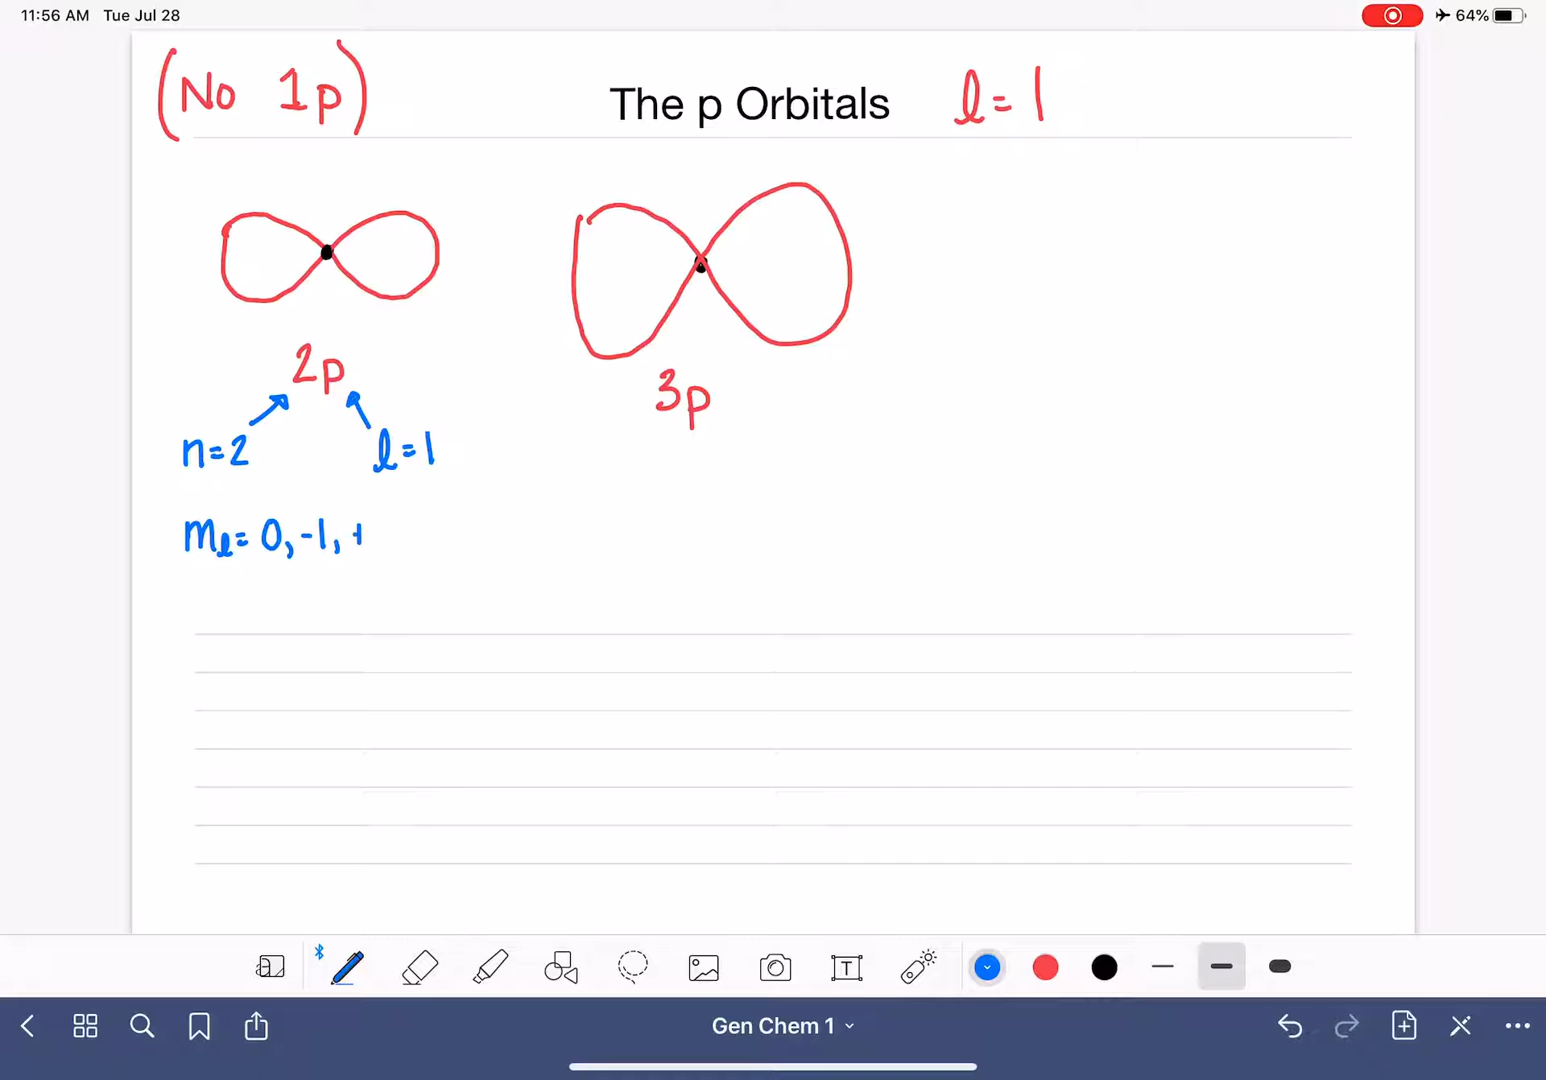 11:56 AM Tue Jul 28
64%
(No 1p)
The p Orbitals l=1
2p
3p
n=2 l=1
mₗ= 0, -1, +
T
Gen Chem 1